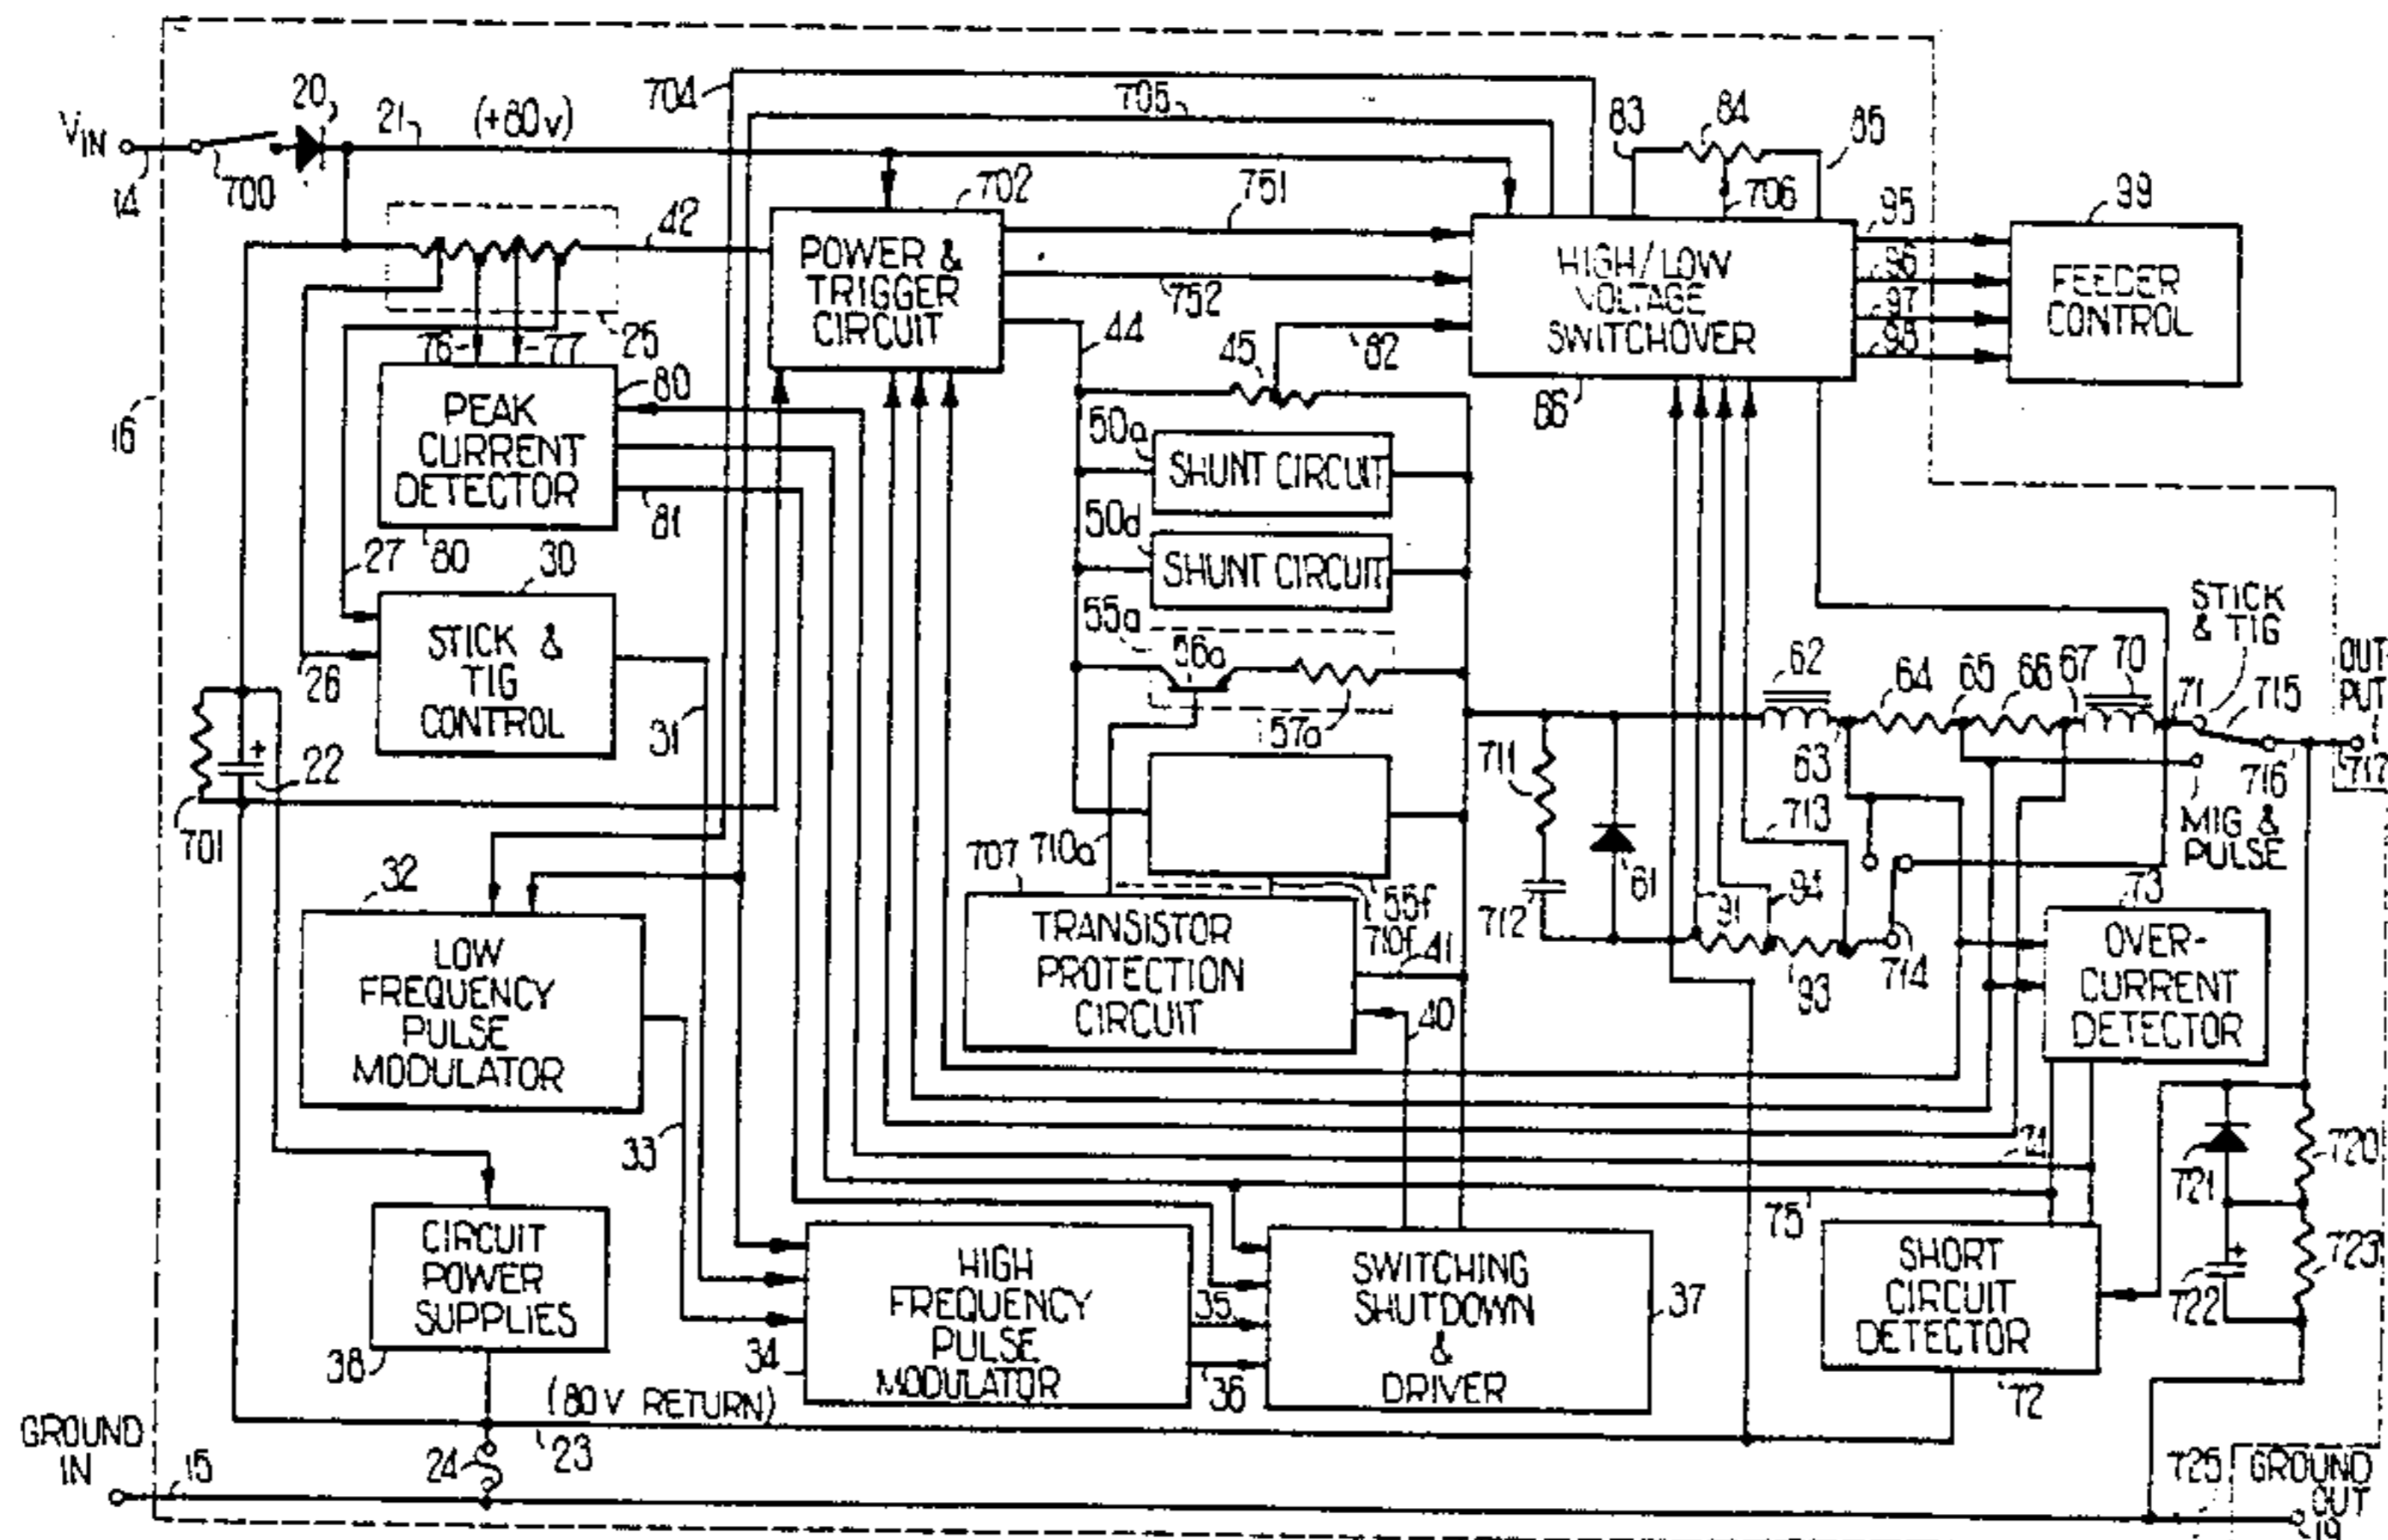 V IN
14
700
20
21
(+80v)
704
705
702
751
752
83
84
85
706
95
96
97
98
99
42
POWER &
TRIGGER
CIRCUIT
HIGH/LOW
VOLTAGE
SWITCHOVER
FEEDER
CONTROL
76
77
25
44
45
82
86
16
PEAK
CURRENT
DETECTOR
80
80
81
50a
SHUNT CIRCUIT
50d
SHUNT CIRCUIT
27
30
26
STICK &
TIG
CONTROL
31
55a
56a
57a
62
63
64
65
66
67
70
71
STICK
& TIG
715
716
717
OUT-
PUT
MIG &
PULSE
701
22
711
712
61
713
714
91
94
93
707
710a
55f
710f
41
40
TRANSISTOR
PROTECTION
CIRCUIT
73
OVER-
CURRENT
DETECTOR
32
LOW
FREQUENCY
PULSE
MODULATOR
33
74
75
720
721
722
723
CIRCUIT
POWER
SUPPLIES
38
34
HIGH
FREQUENCY
PULSE
MODULATOR
35
36
SWITCHING
SHUTDOWN
&
DRIVER
37
SHORT
CIRCUIT
DETECTOR
72
(80V RETURN)
23
24
GROUND
IN
15
725
GROUND
OUT
19